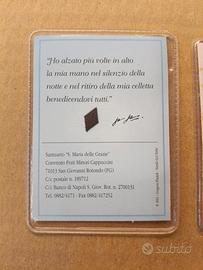 "Ho alzato più volte in alto
la mia mano nel silenzio della
notte e nel ritiro della mia celletta
benedicendovi tutti."
Santuario "S. Maria delle Grazie"
Convento Frati Minori Cappuccini
71013 San Giovanni Rotondo (FG)
C/c postale n. 189712
C/c Banco di Napoli S. Giov. Rot. n. 2700131
Tel. 0882/4171 - Fax 0882/417252
subito